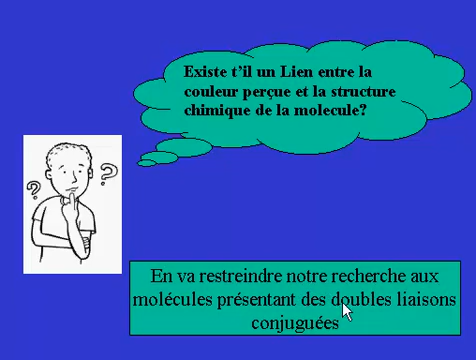 Existe t'il un Lien entre la
couleur perçue et la structure
chimique de la molecule?
? ?
En va restreindre notre recherche aux
molécules présentant des doubles liaisons
conjuguées